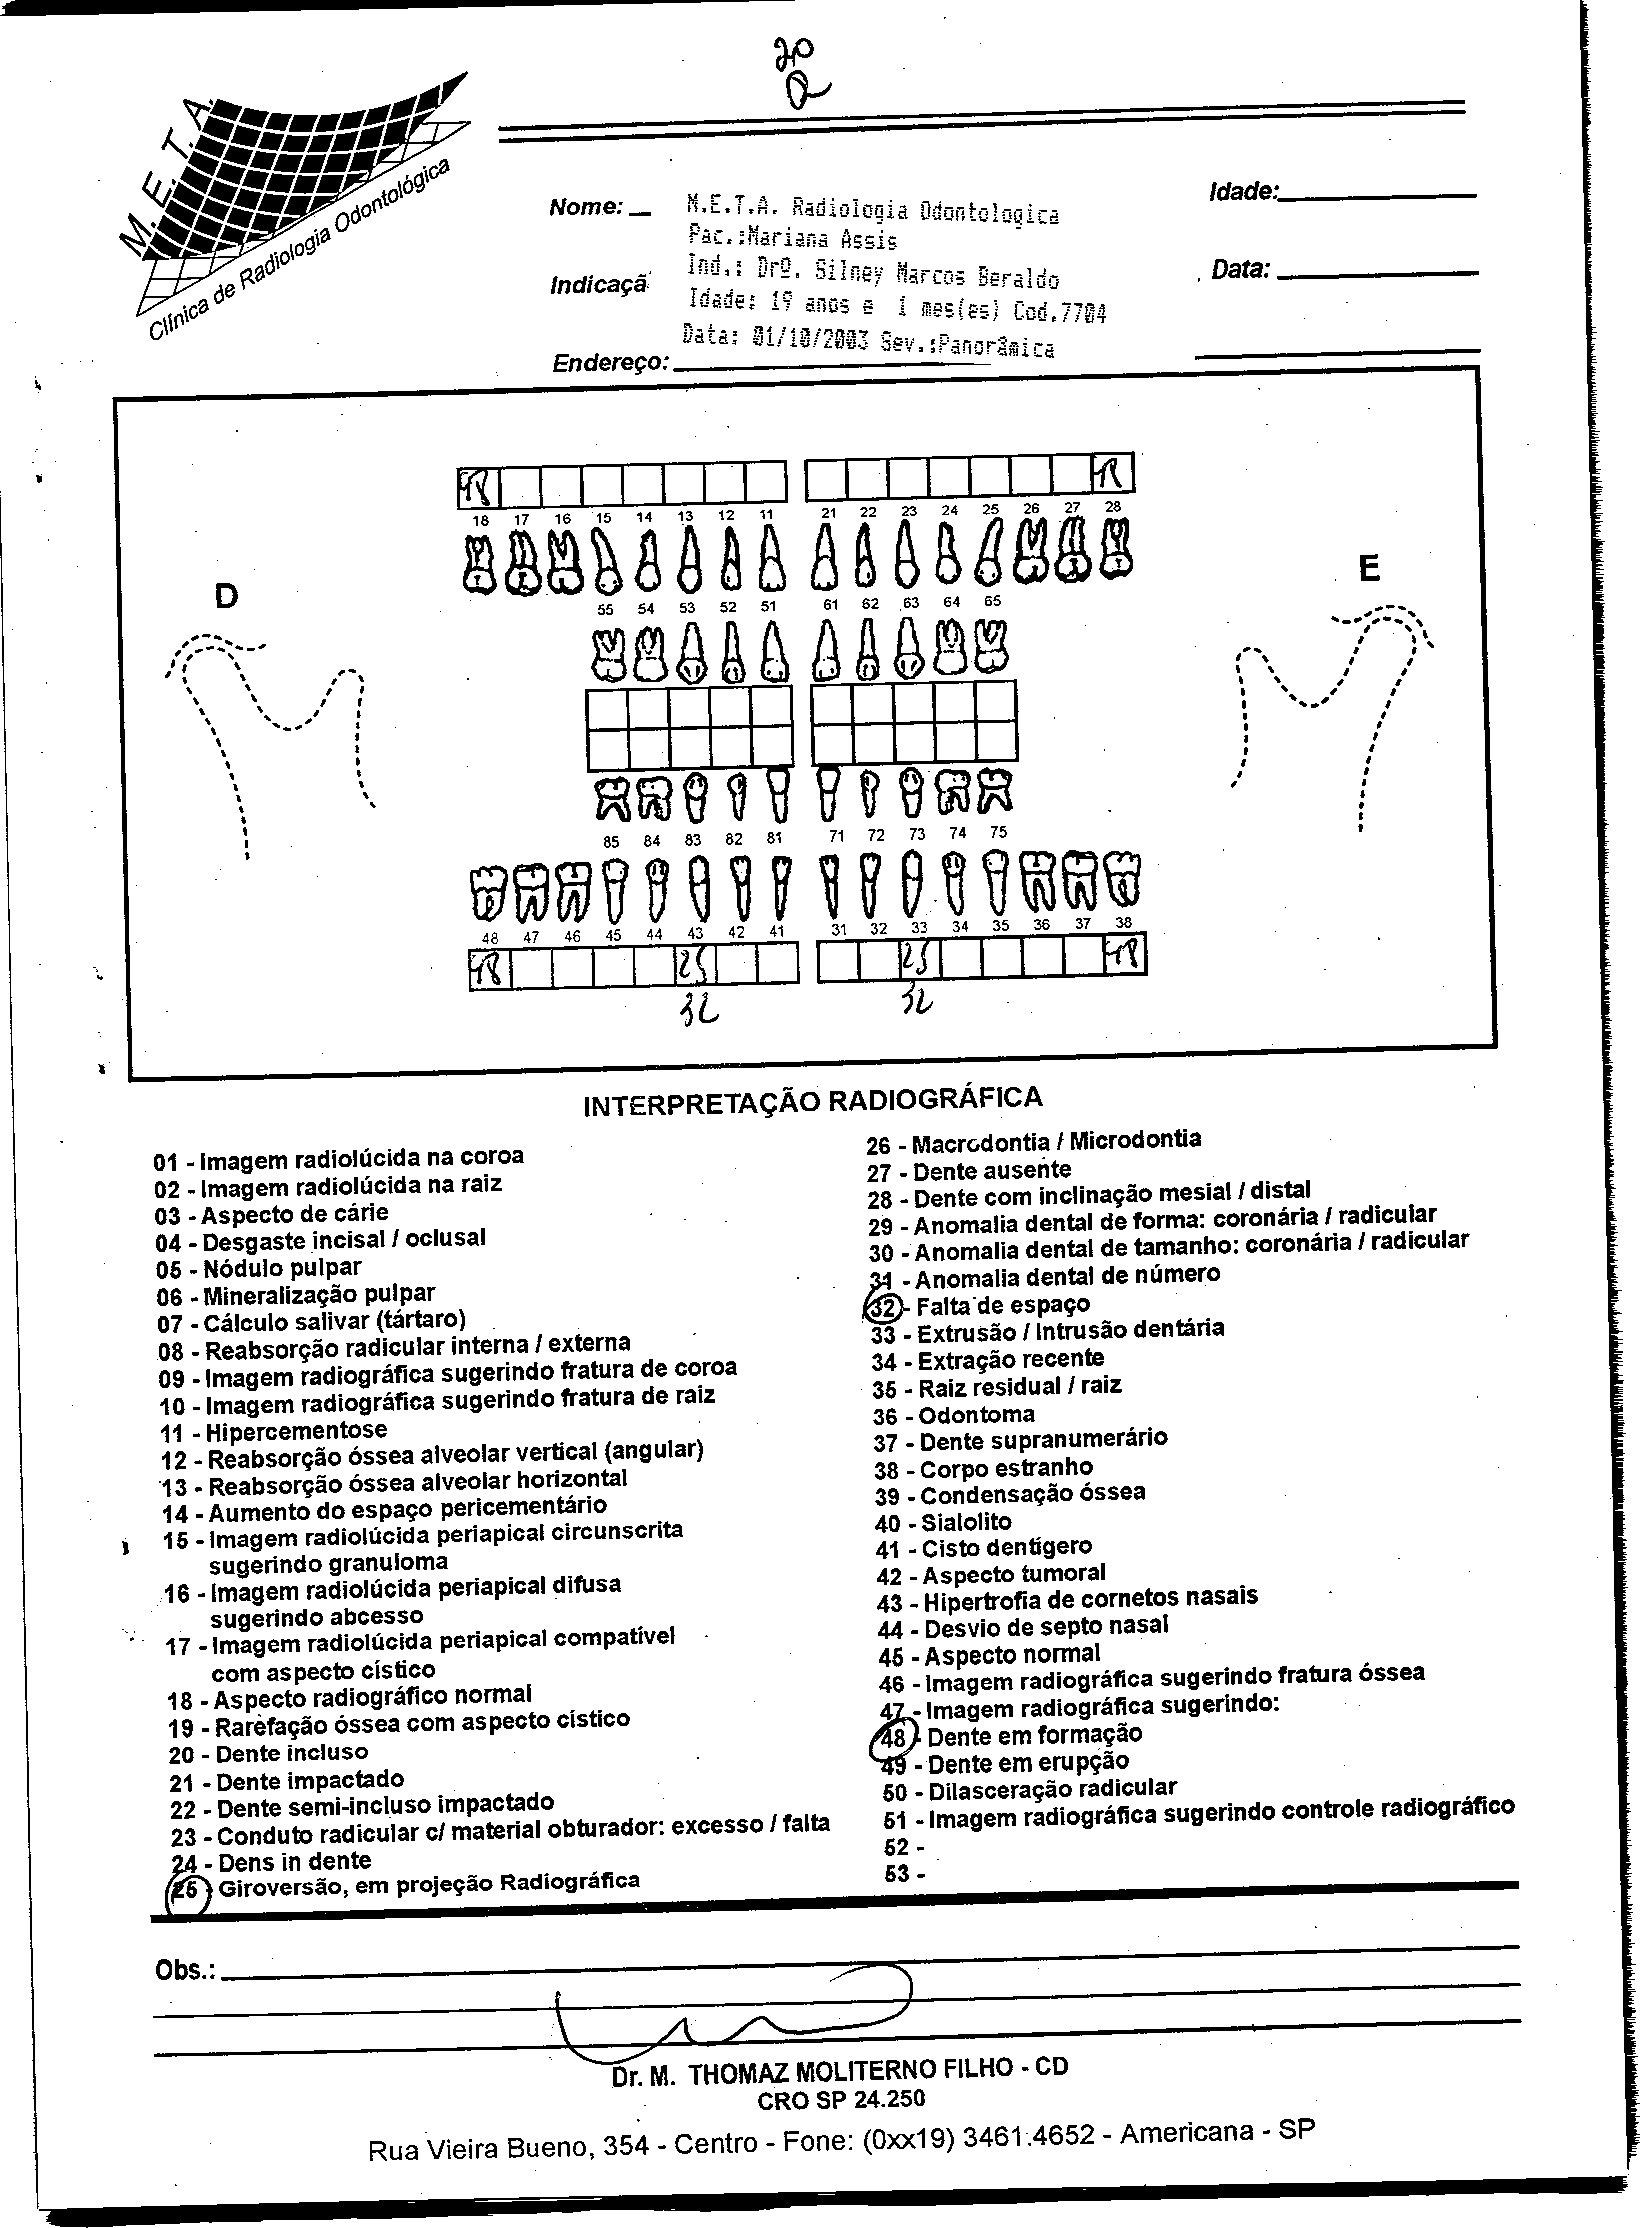 20
M.E.T.A.
Clínica de Radiologia Odontológica
Nome:
M.E.T.A. Radiologia Odontologica
Idade:
Pac.:Mariana Assis
Indicaçã
Ind.: Drº. Silney Marcos Beraldo
Data:
Idade: 19 anos e 1 mes(es) Cod.7704
Data: 01/10/2003 Sev.:Panorâmica
Endereço:
48
18 17 16 15 14 13 12 11 21 22 23 24 25 26 27 28
D
E
55 54 53 52 51 61 62 63 64 65
85 84 83 82 81 71 72 73 74 75
48 47 46 45 44 43 42 41 31 32 33 34 35 36 37 38
48 25 25 48
32 32
INTERPRETAÇÃO RADIOGRÁFICA
01 - Imagem radiolúcida na coroa
02 - Imagem radiolúcida na raiz
03 - Aspecto de cárie
04 - Desgaste incisal / oclusal
05 - Nódulo pulpar
06 - Mineralização pulpar
07 - Cálculo salivar (tártaro)
08 - Reabsorção radicular interna / externa
09 - Imagem radiográfica sugerindo fratura de coroa
10 - Imagem radiográfica sugerindo fratura de raiz
11 - Hipercementose
12 - Reabsorção óssea alveolar vertical (angular)
13 - Reabsorção óssea alveolar horizontal
14 - Aumento do espaço pericementário
15 - Imagem radiolúcida periapical circunscrita
sugerindo granuloma
16 - Imagem radiolúcida periapical difusa
sugerindo abcesso
17 - Imagem radiolúcida periapical compatível
com aspecto cístico
18 - Aspecto radiográfico normal
19 - Rarefação óssea com aspecto cístico
20 - Dente incluso
21 - Dente impactado
22 - Dente semi-incluso impactado
23 - Conduto radicular c/ material obturador: excesso / falta
24 - Dens in dente
25 - Giroversão, em projeção Radiográfica
26 - Macrodontia / Microdontia
27 - Dente ausente
28 - Dente com inclinação mesial / distal
29 - Anomalia dental de forma: coronária / radicular
30 - Anomalia dental de tamanho: coronária / radicular
31 - Anomalia dental de número
32 - Falta de espaço
33 - Extrusão / Intrusão dentária
34 - Extração recente
35 - Raiz residual / raiz
36 - Odontoma
37 - Dente supranumerário
38 - Corpo estranho
39 - Condensação óssea
40 - Sialolito
41 - Cisto dentígero
42 - Aspecto tumoral
43 - Hipertrofia de cornetos nasais
44 - Desvio de septo nasal
45 - Aspecto normal
46 - Imagem radiográfica sugerindo fratura óssea
47 - Imagem radiográfica sugerindo:
48 - Dente em formação
49 - Dente em erupção
50 - Dilasceração radicular
51 - Imagem radiográfica sugerindo controle radiográfico
52 -
53 -
Obs.:
Dr. M. THOMAZ MOLITERNO FILHO - CD
CRO SP 24.250
Rua Vieira Bueno, 354 - Centro - Fone: (0xx19) 3461.4652 - Americana - SP